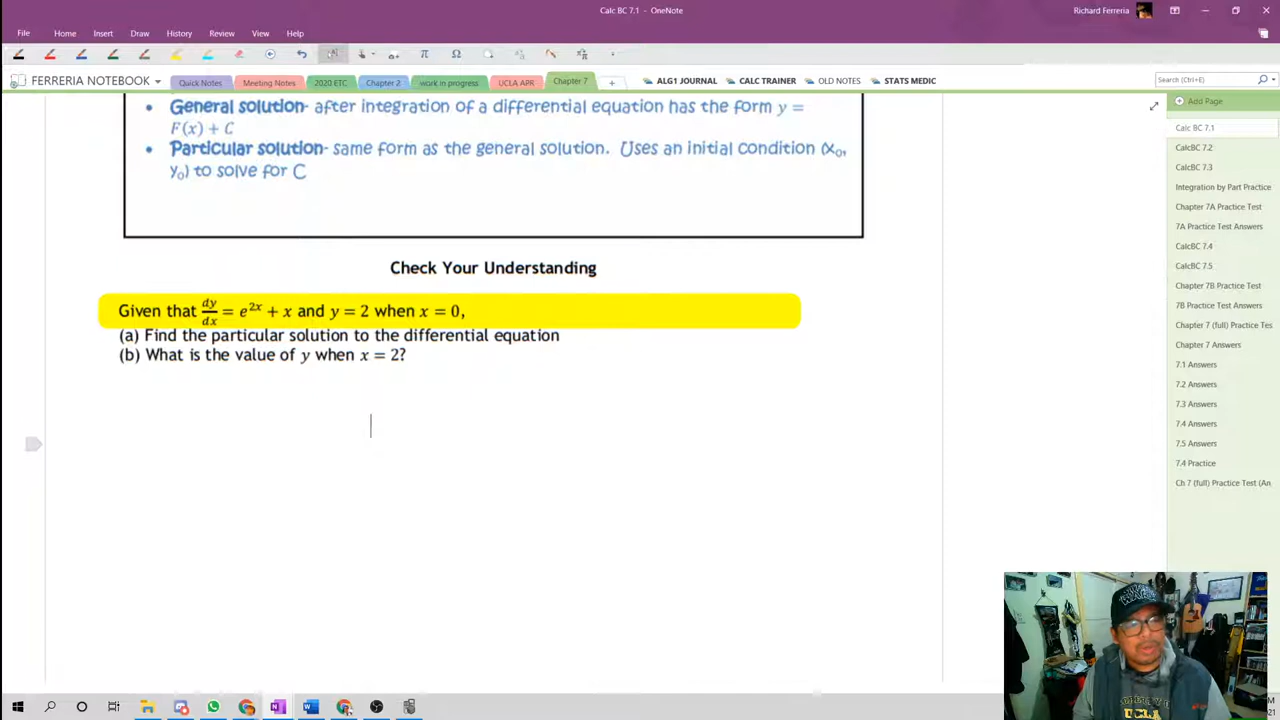 Calc BC 7.1 - OneNote
Richard Ferreria
File Home Insert Draw History Review View Help
FERRERIA NOTEBOOK
Quick Notes Meeting Notes 2020 ETC Chapter 2 work in progress UCLA APR Chapter 7
ALG1 JOURNAL CALC TRAINER OLD NOTES STATS MEDIC
Search (Ctrl+E)
Add Page
Calc BC 7.1
CalcBC 7.2
CalcBC 7.3
Integration by Part Practice
Chapter 7A Practice Test
7A Practice Test Answers
CalcBC 7.4
CalcBC 7.5
Chapter 7B Practice Test
7B Practice Test Answers
Chapter 7 (full) Practice Tes
Chapter 7 Answers
7.1 Answers
7.2 Answers
7.3 Answers
7.4 Answers
7.5 Answers
7.4 Practice
Ch 7 (full) Practice Test (An
• General solution- after integration of a differential equation has the form y =
F(x) + C
• Particular solution- same form as the general solution. Uses an initial condition (x₀,
y₀) to solve for C
Check Your Understanding
Given that dy/dx = e²ˣ + x and y = 2 when x = 0,
(a) Find the particular solution to the differential equation
(b) What is the value of y when x = 2?